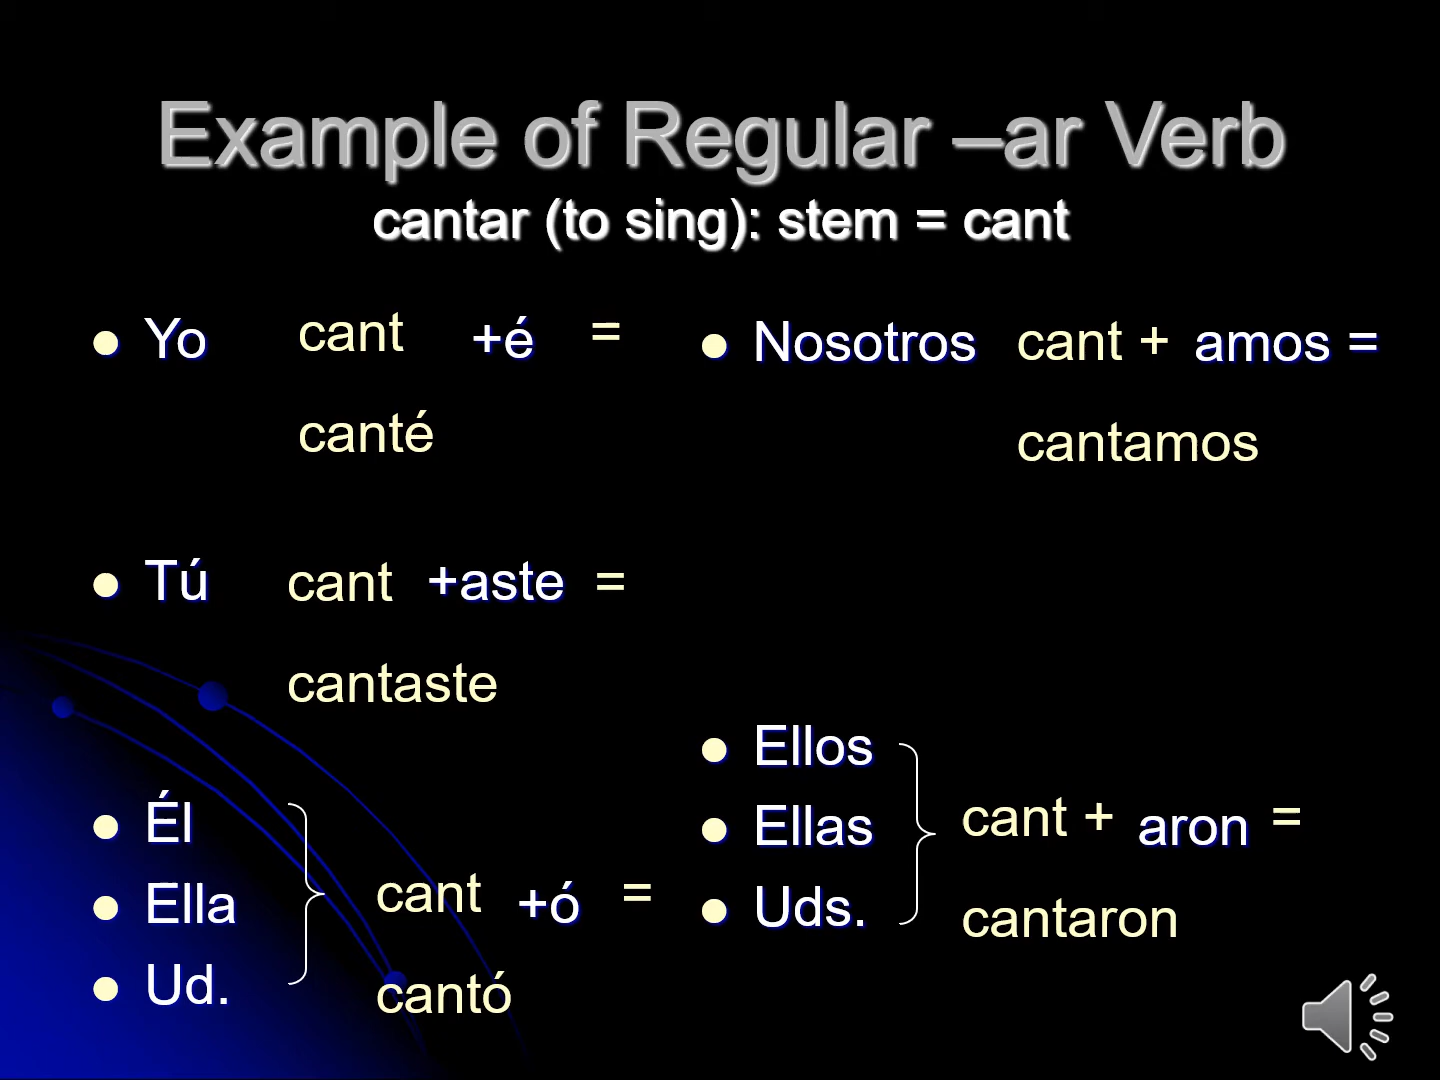 Example of Regular –ar Verb
cantar (to sing): stem = cant
Yo cant +é =
canté
Tú cant +aste =
cantaste
Él
Ella
Ud.
cant +ó =
cantó
Nosotros cant + amos =
cantamos
Ellos
Ellas
Uds.
cant + aron =
cantaron